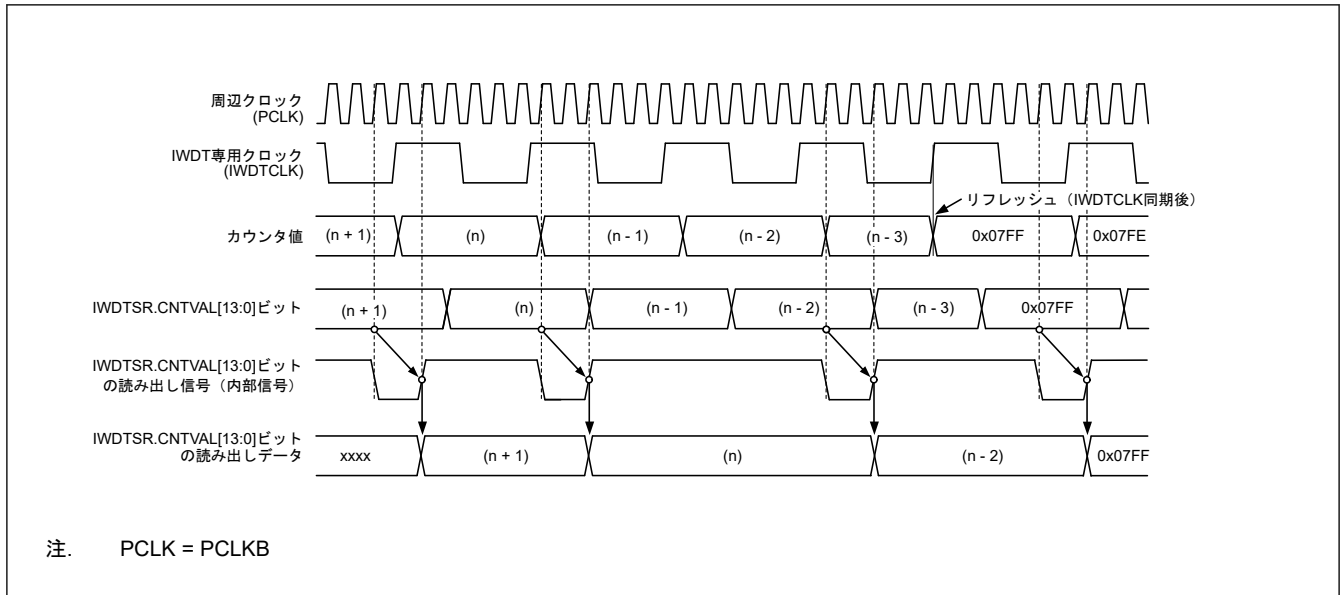 周辺クロック
(PCLK)
IWDT専用クロック
(IWDTCLK)
リフレッシュ（IWDTCLK同期後）
カウンタ値 (n + 1) (n) (n - 1) (n - 2) (n - 3) 0x07FF 0x07FE
IWDTSR.CNTVAL[13:0]ビット (n + 1) (n) (n - 1) (n - 2) (n - 3) 0x07FF
IWDTSR.CNTVAL[13:0]ビット
の読み出し信号（内部信号）
IWDTSR.CNTVAL[13:0]ビット
の読み出しデータ xxxx (n + 1) (n) (n - 2) 0x07FF
注. PCLK = PCLKB